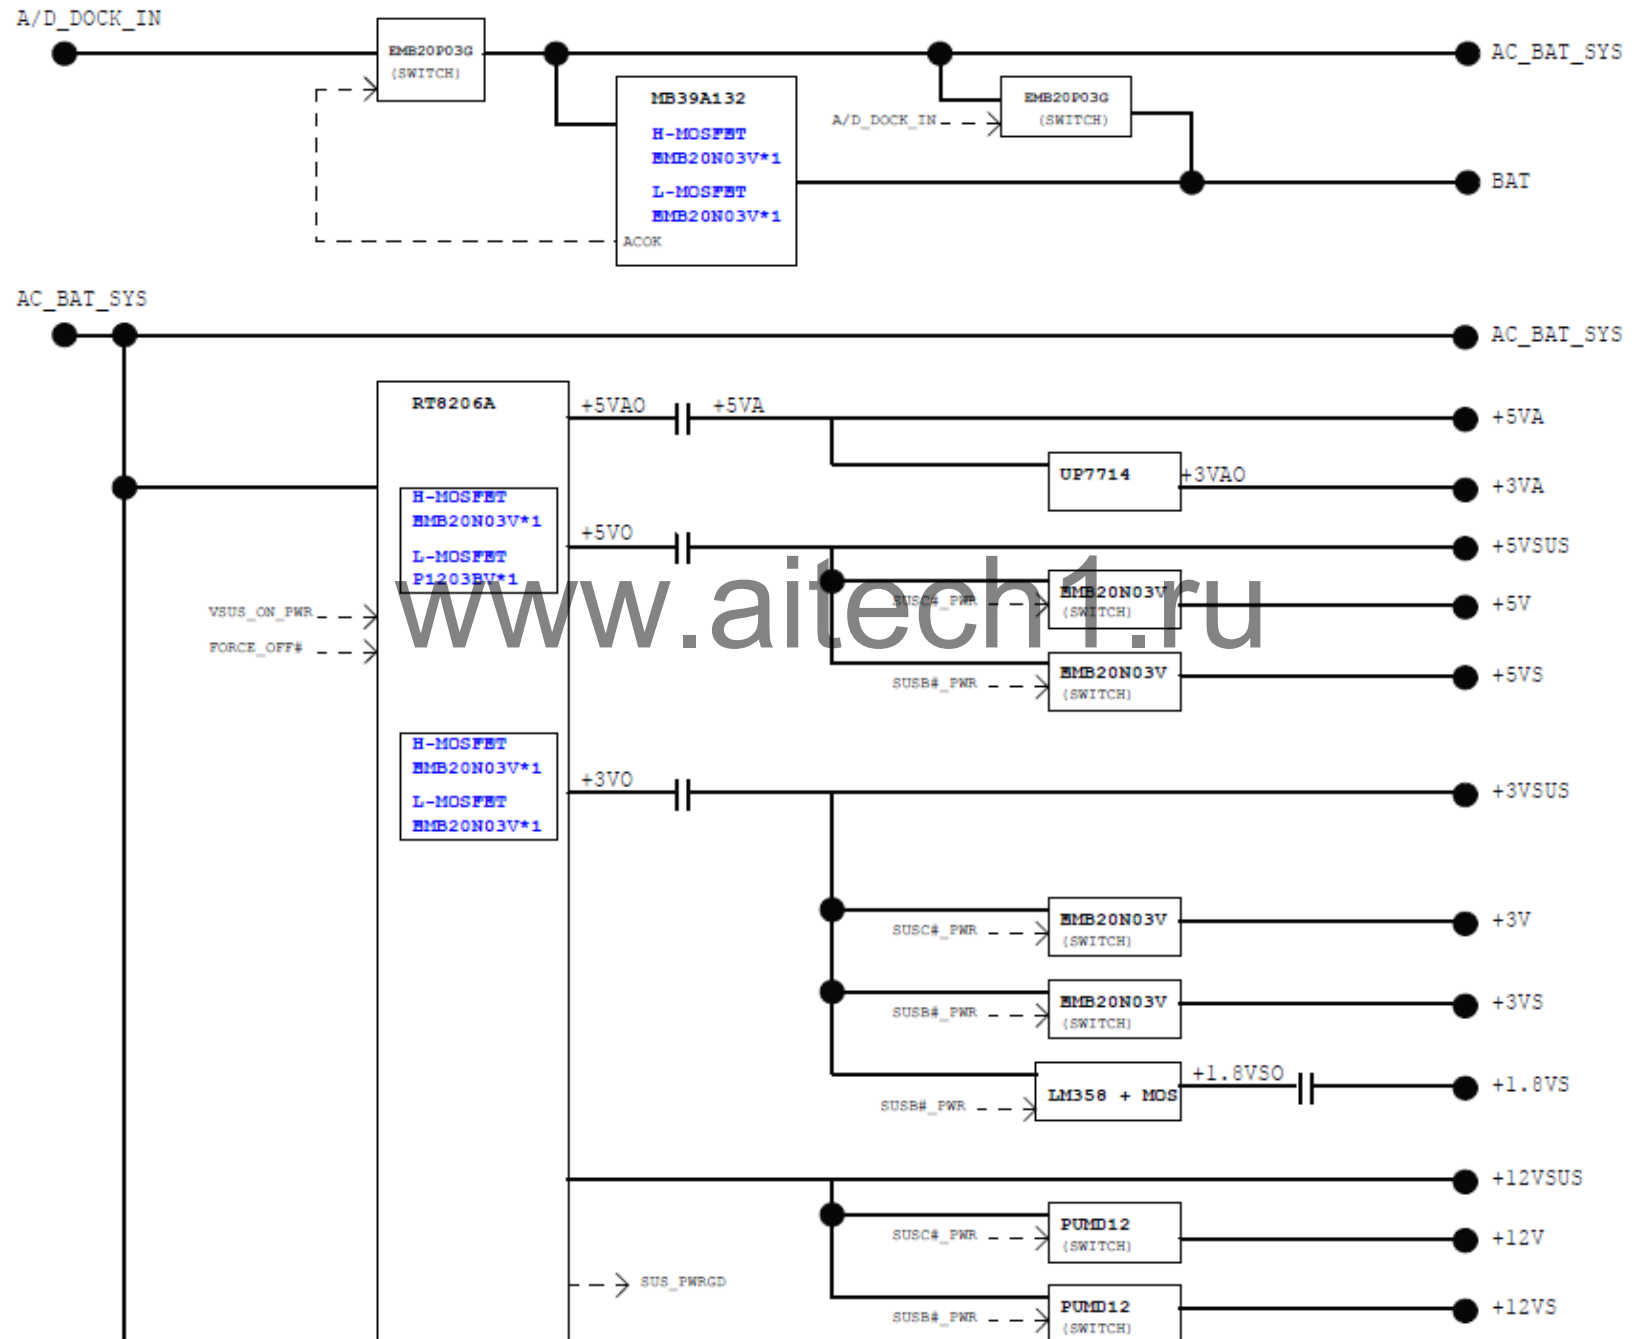 A/D_DOCK_IN
EMB20P03G
(SWITCH)
AC_BAT_SYS
MB39A132
H-MOSFET
EMB20N03V*1
L-MOSFET
EMB20N03V*1
ACOK
A/D_DOCK_IN
EMB20P03G
(SWITCH)
BAT
AC_BAT_SYS
AC_BAT_SYS
RT8206A
+5VAO
+5VA
+5VA
UP7714
+3VAO
+3VA
H-MOSFET
EMB20N03V*1
L-MOSFET
P1203BV*1
+5VO
+5VSUS
www.aitech1.ru
SUSC#_PWR
EMB20N03V
(SWITCH)
+5V
VSUS_ON_PWR
FORCE_OFF#
SUSB#_PWR
EMB20N03V
(SWITCH)
+5VS
H-MOSFET
EMB20N03V*1
L-MOSFET
EMB20N03V*1
+3VO
+3VSUS
SUSC#_PWR
EMB20N03V
(SWITCH)
+3V
SUSB#_PWR
EMB20N03V
(SWITCH)
+3VS
SUSB#_PWR
LM358 + MOS
+1.8VSO
+1.8VS
+12VSUS
SUSC#_PWR
PUMD12
(SWITCH)
+12V
SUS_PWRGD
SUSB#_PWR
PUMD12
(SWITCH)
+12VS